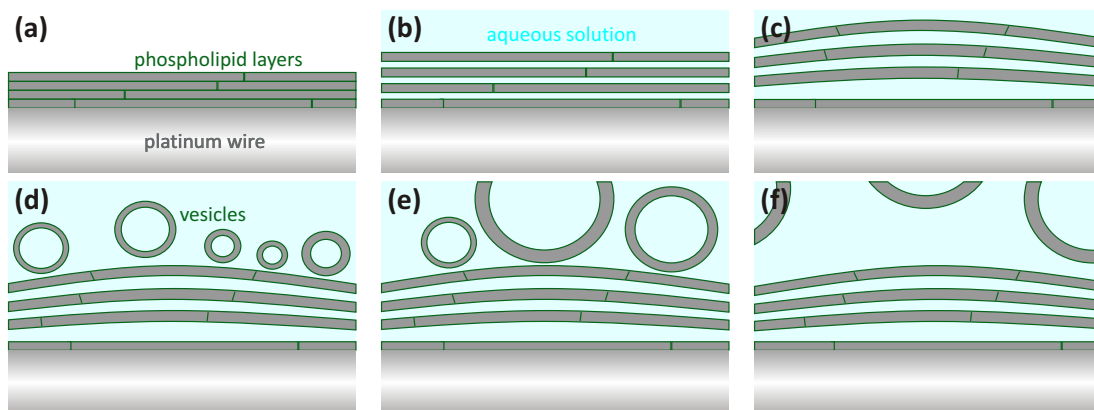 (a)
phospholipid layers
platinum wire
(b)
aqueous solution
(c)
(d)
vesicles
(e)
(f)